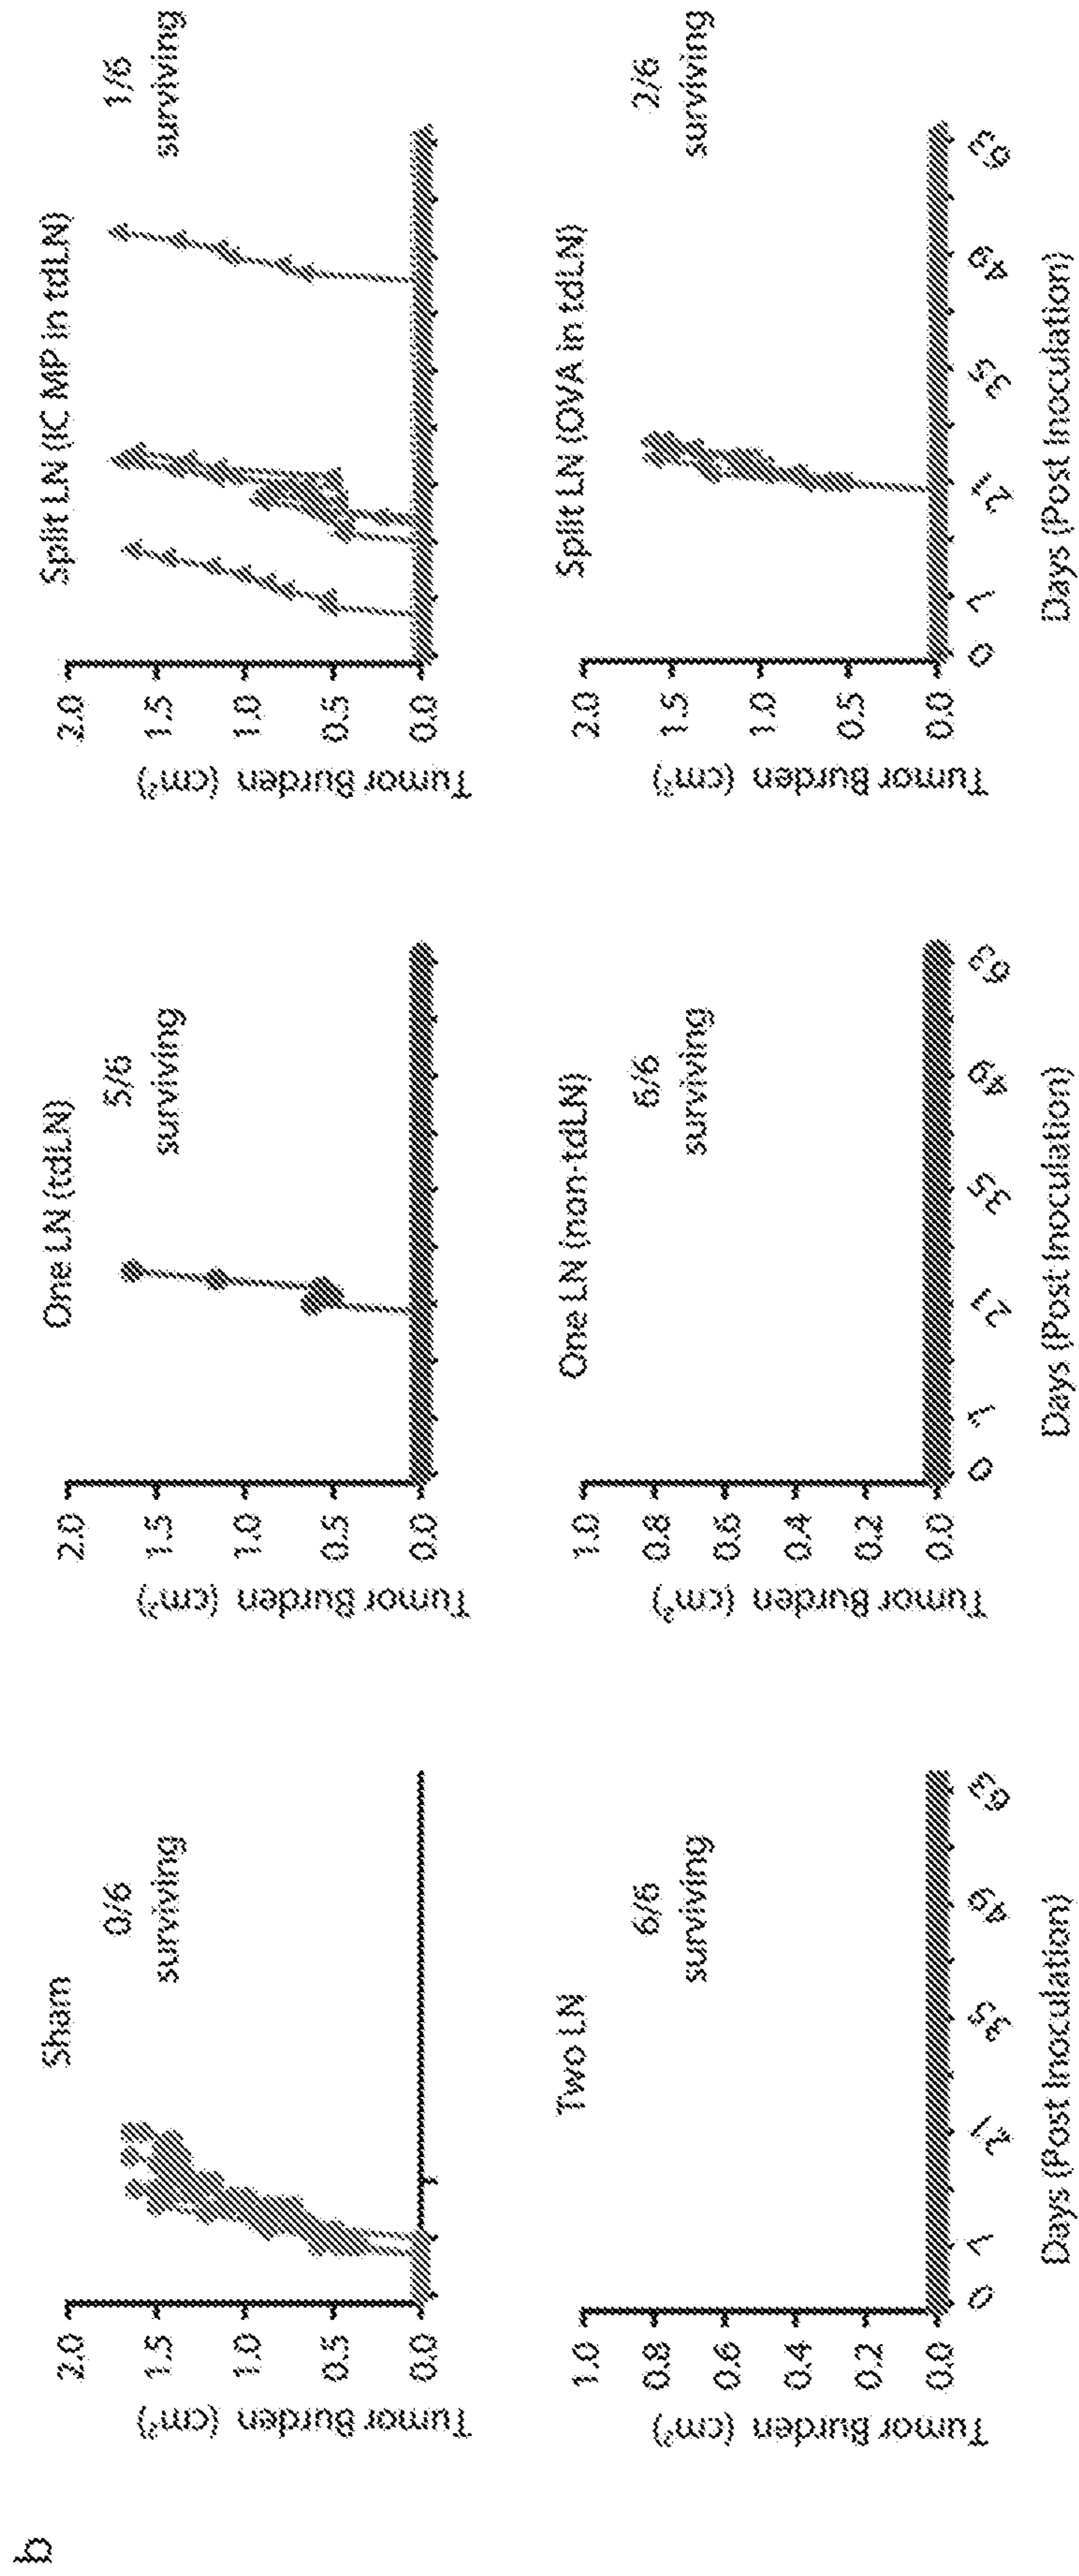 b
Sham
0/6
surviving
Tumor Burden (cm²)
2.0
1.5
1.0
0.5
0.0
One LN (tdLN)
5/6
surviving
Tumor Burden (cm²)
2.0
1.5
1.0
0.5
0.0
Split LN (IC MP in tdLN)
1/6
surviving
Tumor Burden (cm²)
2.0
1.5
1.0
0.5
0.0
Two LN
6/6
surviving
Tumor Burden (cm²)
1.0
0.8
0.6
0.4
0.2
0.0
0 7 21 35 49 63
Days (Post Inoculation)
One LN (non-tdLN)
6/6
surviving
Tumor Burden (cm²)
1.0
0.8
0.6
0.4
0.2
0.0
0 7 21 35 49 63
Days (Post Inoculation)
Split LN (OVA in tdLN)
2/6
surviving
Tumor Burden (cm²)
2.0
1.5
1.0
0.5
0.0
0 7 21 35 49 63
Days (Post Inoculation)